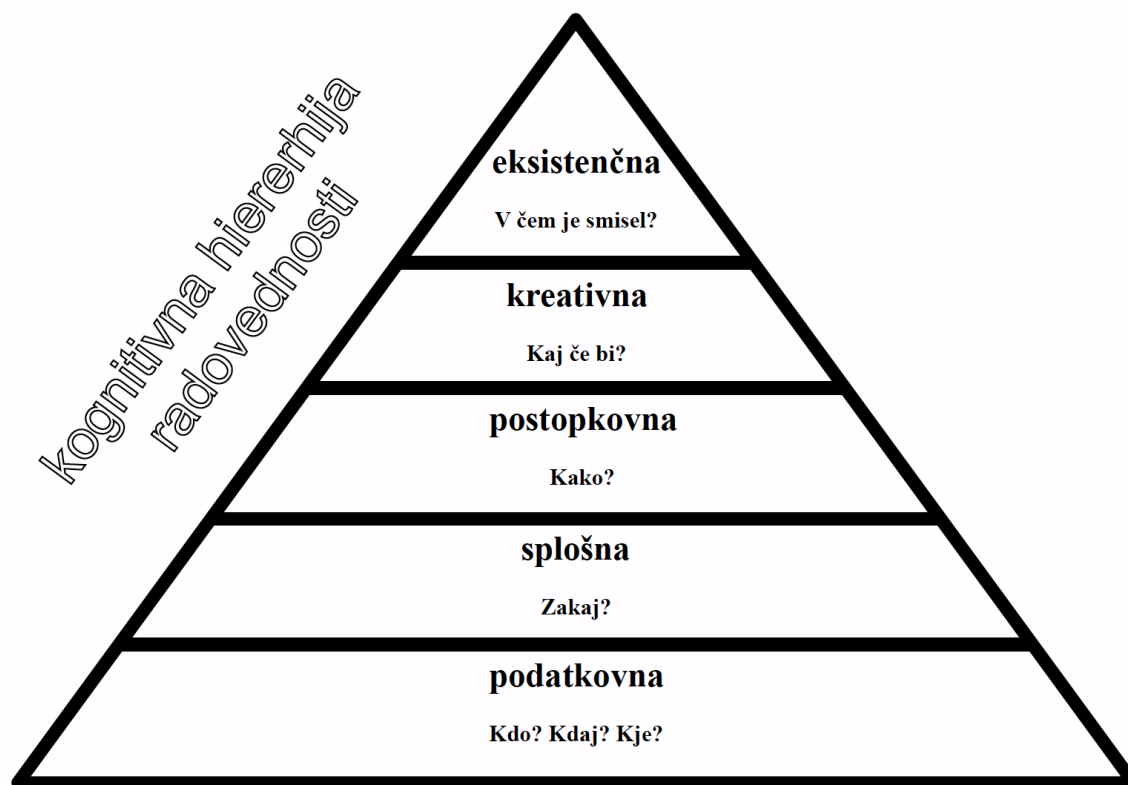 kognitivna hiererhija
radovednosti
eksistenčna
V čem je smisel?
kreativna
Kaj če bi?
postopkovna
Kako?
splošna
Zakaj?
podatkovna
Kdo? Kdaj? Kje?